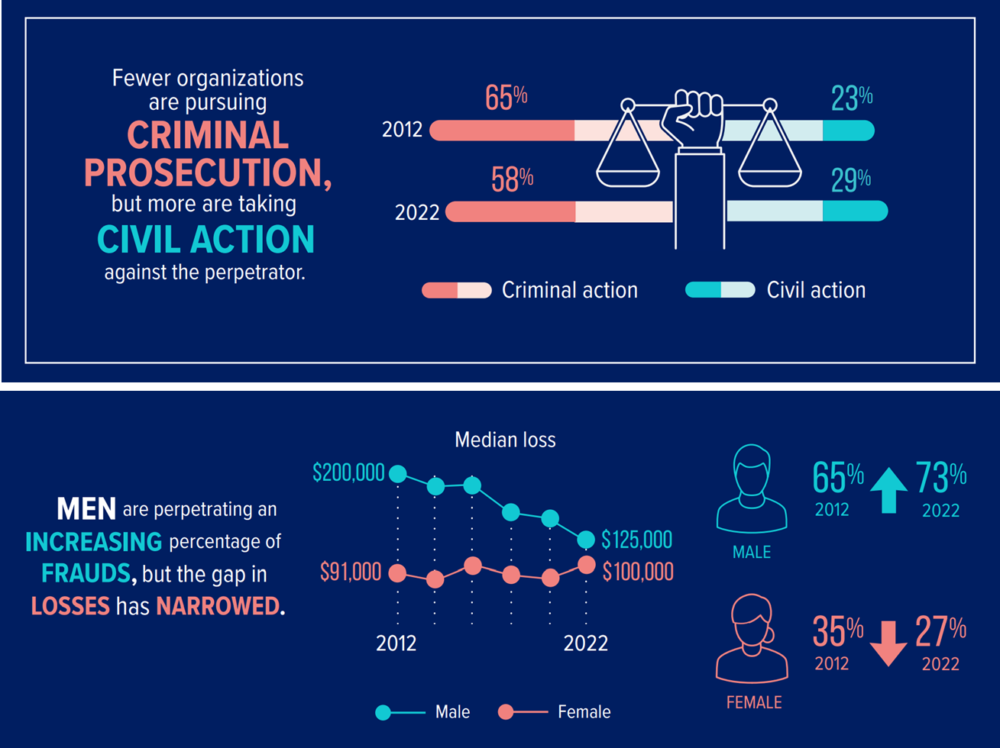 Fewer organizations
are pursuing
CRIMINAL
PROSECUTION,
but more are taking
CIVIL ACTION
against the perpetrator.
65%
23%
2012
58%
29%
2022
Criminal action
Civil action
MEN are perpetrating an
INCREASING percentage of
FRAUDS, but the gap in
LOSSES has NARROWED.
Median loss
$200,000
$125,000
$91,000
$100,000
2012
2022
Male
Female
65%
73%
2012
2022
MALE
35%
27%
2012
2022
FEMALE